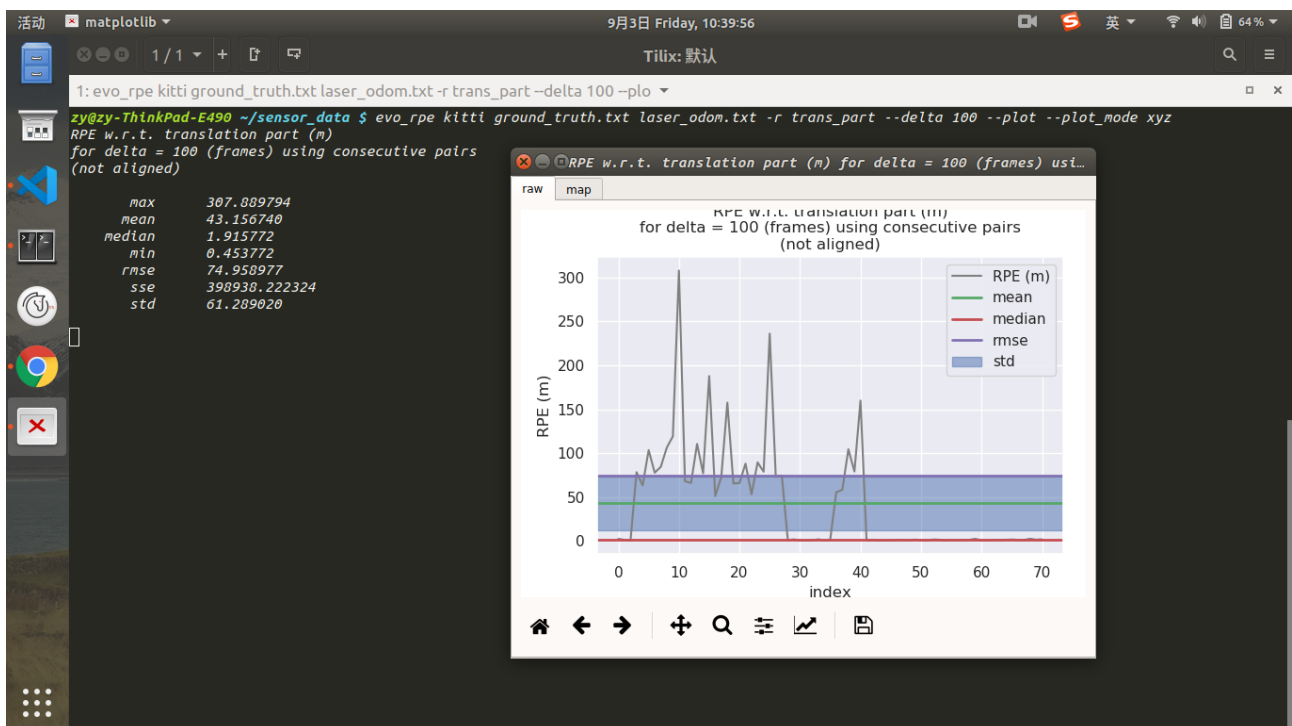 活动 matplotlib 9月3日 Friday, 10:39:56 英 64 %
1 / 1 Tilix: 默认
1: evo_rpe kitti ground_truth.txt laser_odom.txt -r trans_part --delta 100 --plo
zy@zy-ThinkPad-E490 ~/sensor_data $ evo_rpe kitti ground_truth.txt laser_odom.txt -r trans_part --delta 100 --plot --plot_mode xyz
RPE w.r.t. translation part (m)
for delta = 100 (frames) using consecutive pairs
(not aligned)
max 307.889794
mean 43.156740
median 1.915772
min 0.453772
rmse 74.958977
sse 398938.222324
std 61.289020
RPE w.r.t. translation part (m) for delta = 100 (frames) usi…
raw map
RPE w.r.t. translation part (m)
for delta = 100 (frames) using consecutive pairs
(not aligned)
RPE (m)
300
250
200
150
100
50
0
RPE (m)
mean
median
rmse
std
0 10 20 30 40 50 60 70
index